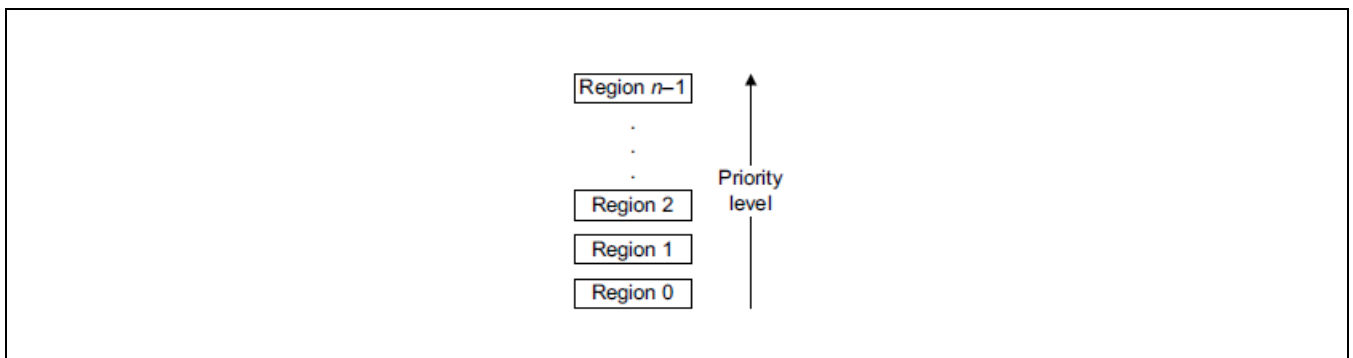 Region n–1
.
.
.
Priority
level
Region 2
Region 1
Region 0